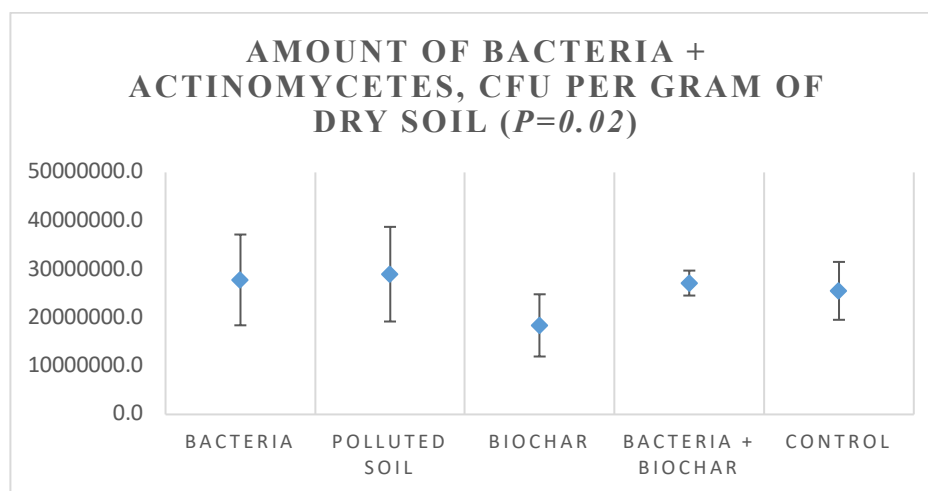 AMOUNT OF BACTERIA +
ACTINOMYCETES, CFU PER GRAM OF
DRY SOIL (P=0.02)
50000000.0
40000000.0
30000000.0
20000000.0
10000000.0
0.0
BACTERIA
POLLUTED
SOIL
BIOCHAR
BACTERIA +
BIOCHAR
CONTROL